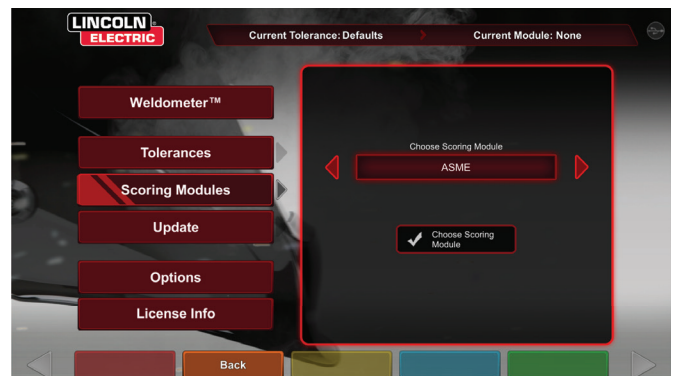 LINCOLN
ELECTRIC
Current Tolerance: Defaults
Current Module: None
Weldometer™
Tolerances
Scoring Modules
Update
Options
License Info
Choose Scoring Module
ASME
Choose Scoring
Module
Back